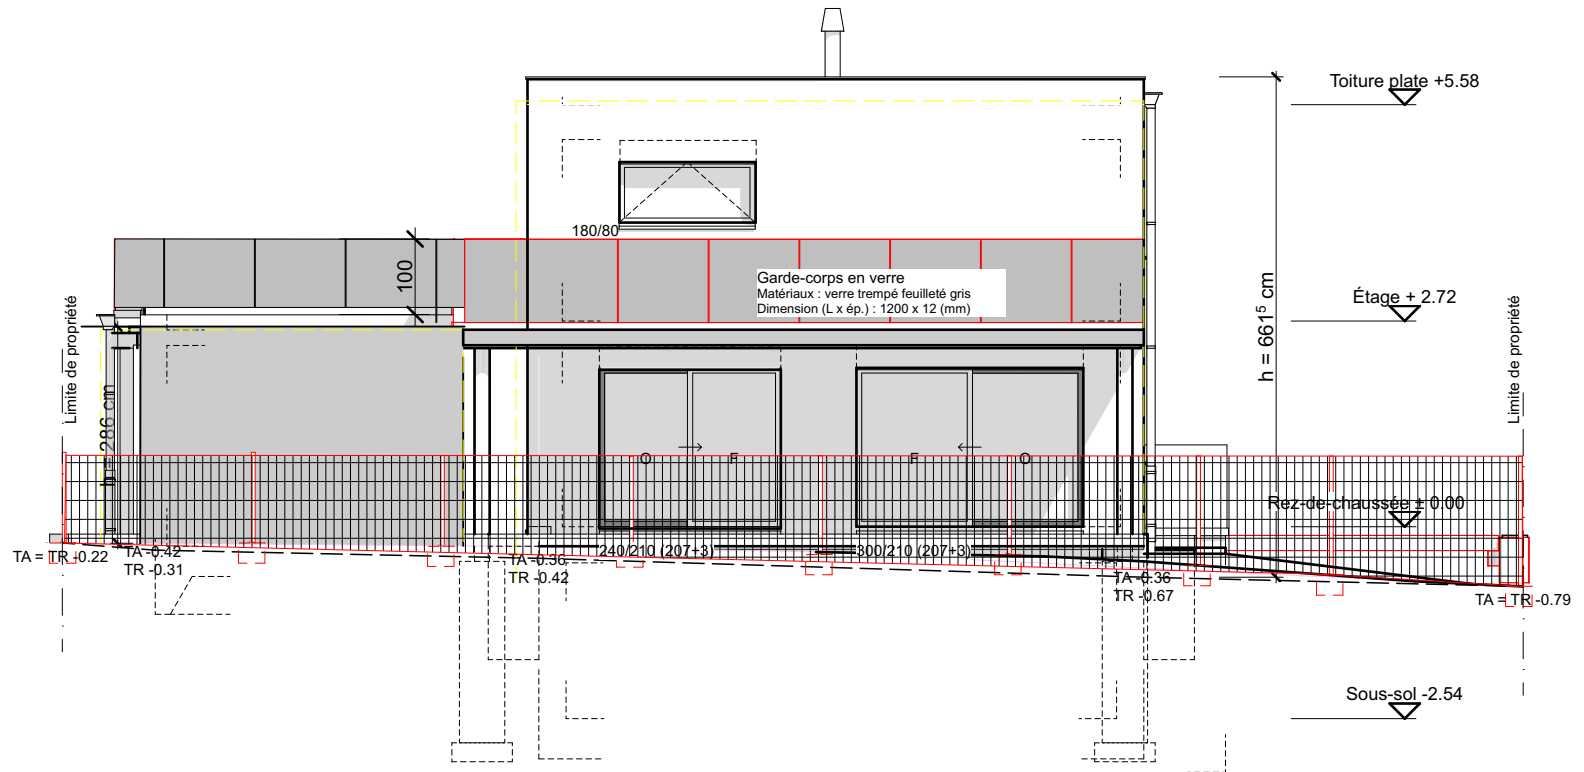 Toiture plate +5.58
180/80
100
Garde-corps en verre
Matériaux : verre trempé feuilleté gris
Dimension (L x ép.) : 1200 x 12 (mm)
Étage + 2.72
Limite de propriété
h = 286 cm
h = 661⁵ cm
Limite de propriété
O
F
F
O
Rez-de-chaussée ± 0.00
TA = TR -0.22
TA -0.42
TR -0.31
TA -0.36
TR -0.42
240/210 (207+3)
300/210 (207+3)
TA -0.36
TR -0.67
TA = TR -0.79
Sous-sol -2.54